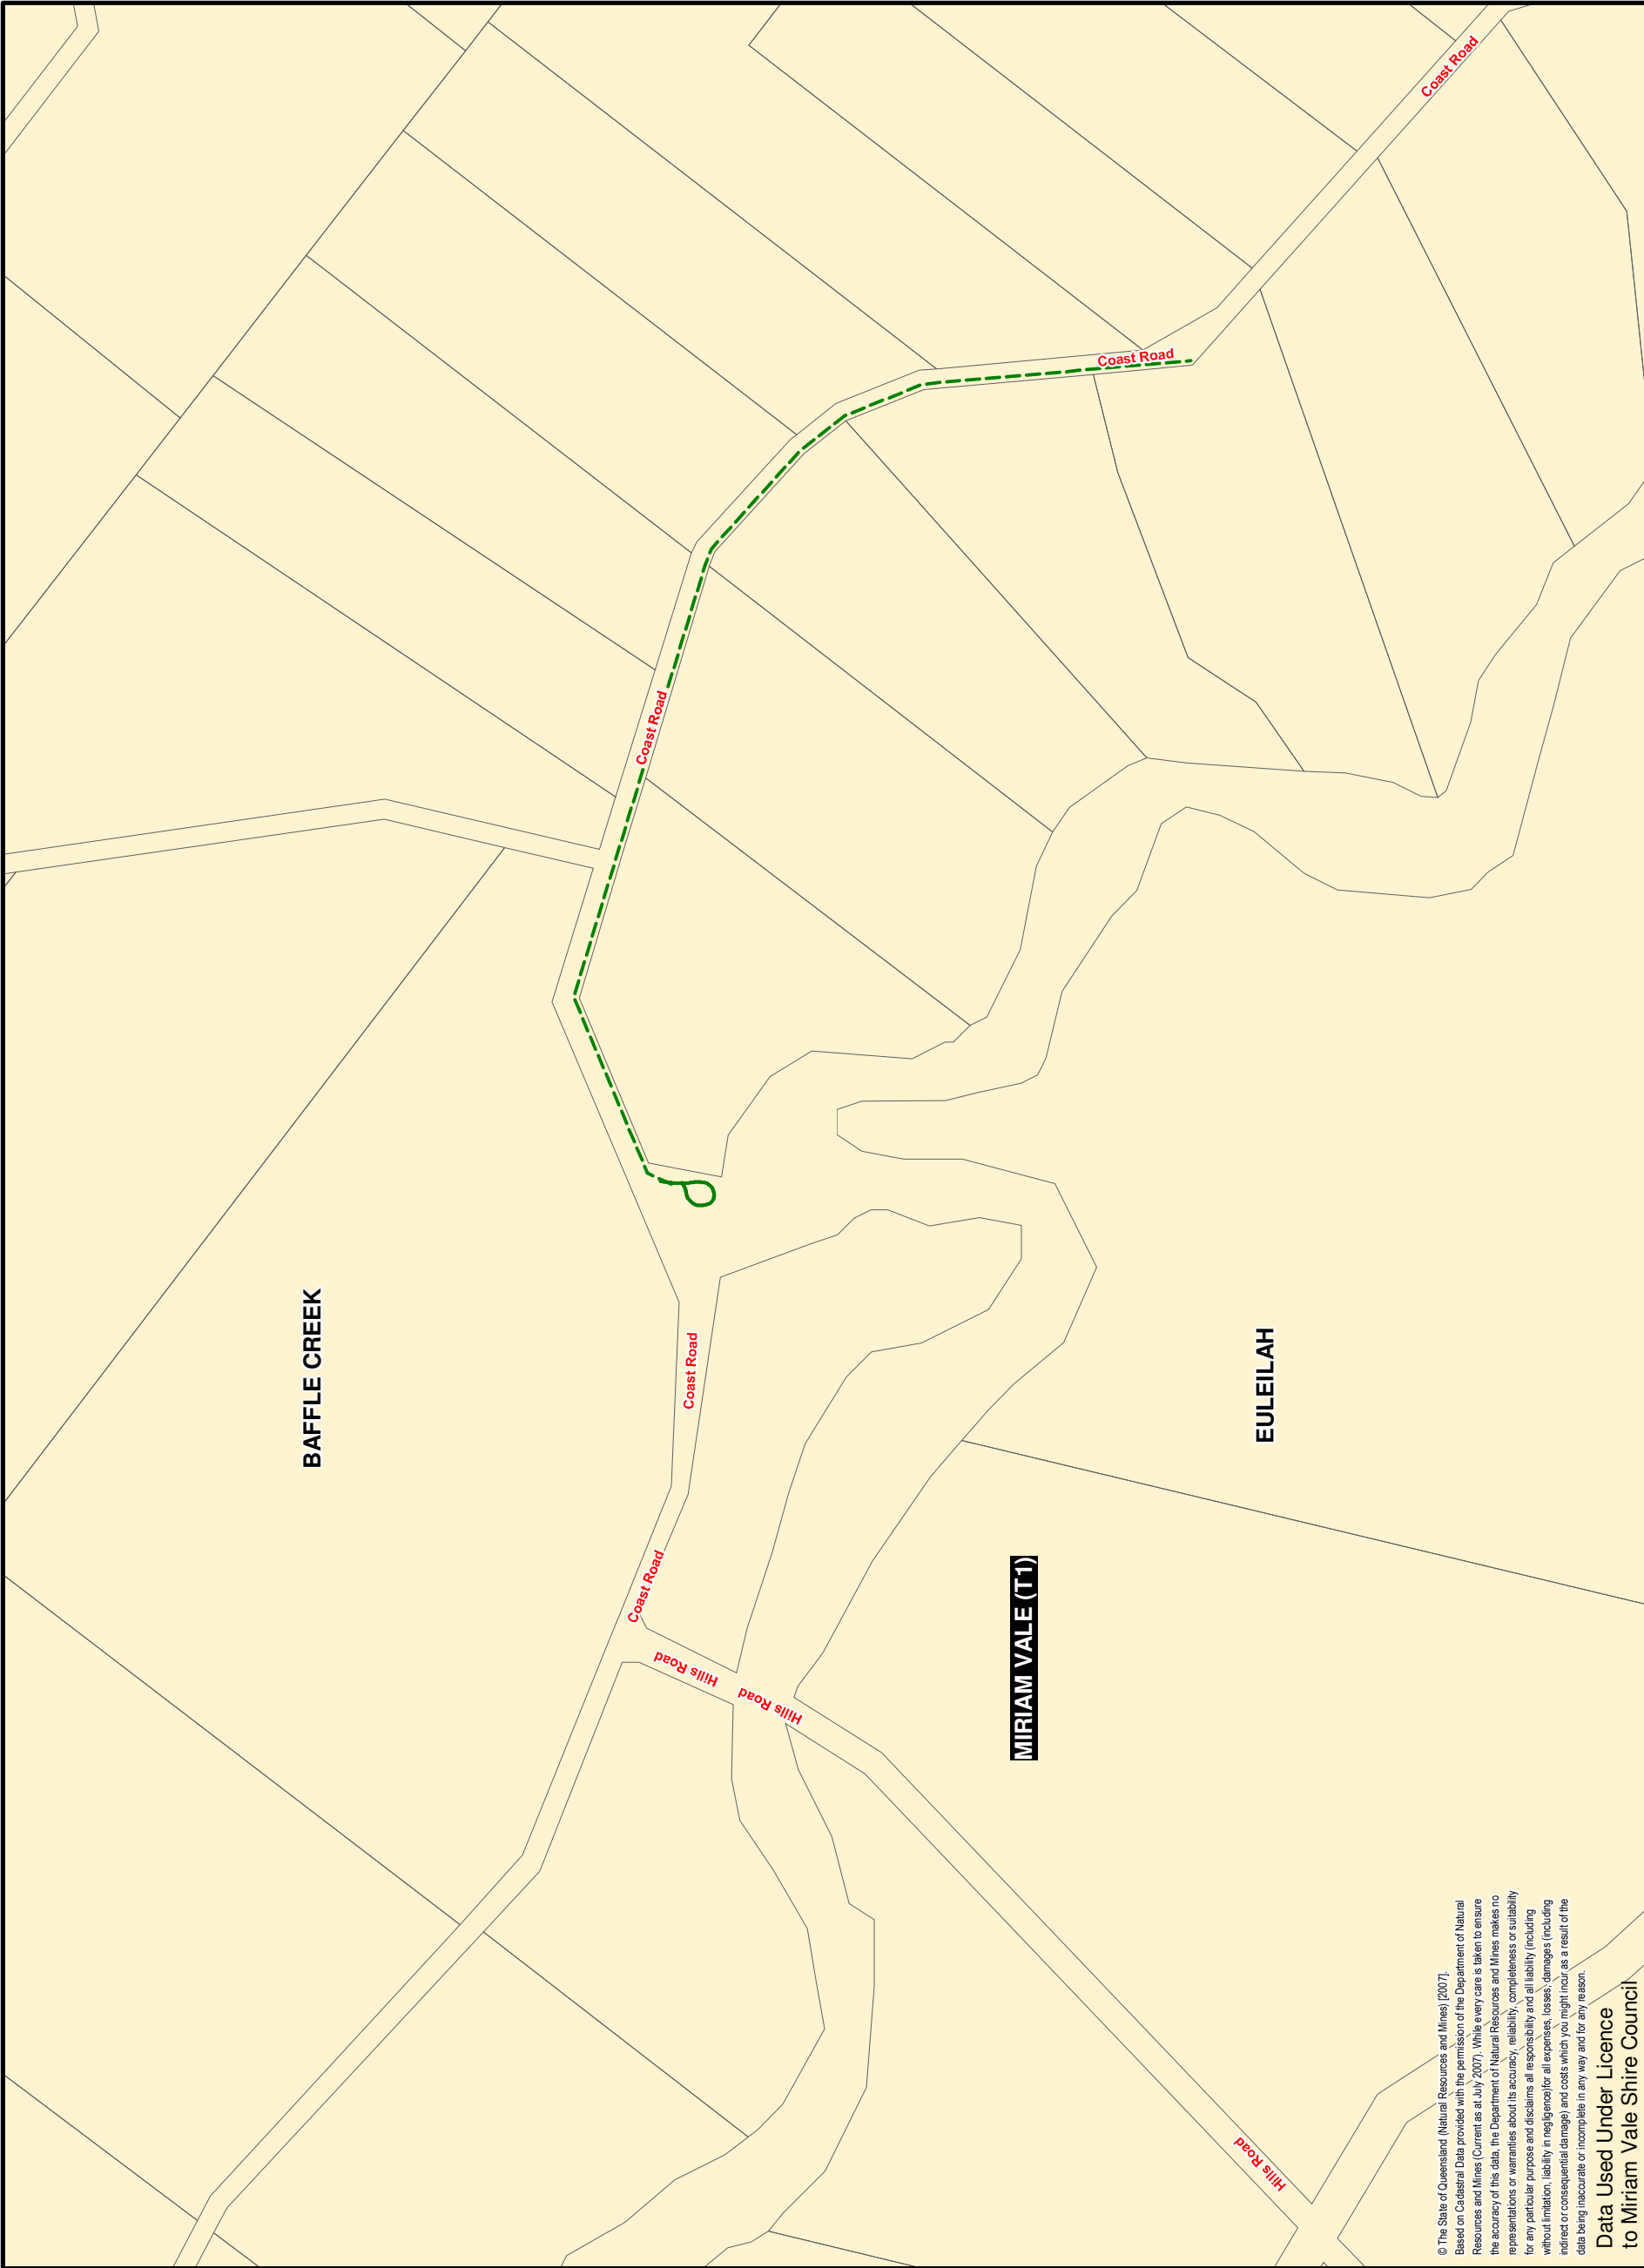 Coast Road
Coast Road
Coast Road
Coast Road
Coast Road
Hills Road
Hills Road
Hills Road
BAFFLE CREEK
EULEILAH
MIRIAM VALE (T1)
© The State of Queensland (Natural Resources and Mines) [2007].
Based on Cadastral Data provided with the permission of the Department of Natural
Resources and Mines (Current as at July 2007). While every care is taken to ensure
the accuracy of this data, the Department of Natural Resources and Mines makes no
representations or warranties about its accuracy, reliability, completeness or suitability
for any particular purpose and disclaims all responsibility and all liability (including
without limitation, liability in negligence)for all expenses, losses, damages (including
indirect or consequential damage) and costs which you might incur as a result of the
data being inaccurate or incomplete in any way and for any reason.
Data Used Under Licence
to Miriam Vale Shire Council